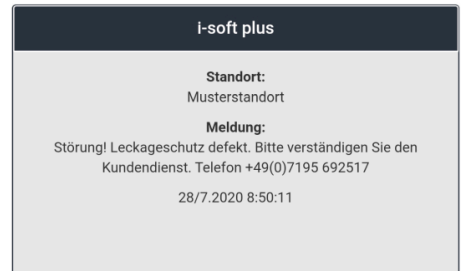 i-soft plus
Standort:
Musterstandort
Meldung:
Störung! Leckageschutz defekt. Bitte verständigen Sie den
Kundendienst. Telefon +49(0)7195 692517
28/7.2020 8:50:11